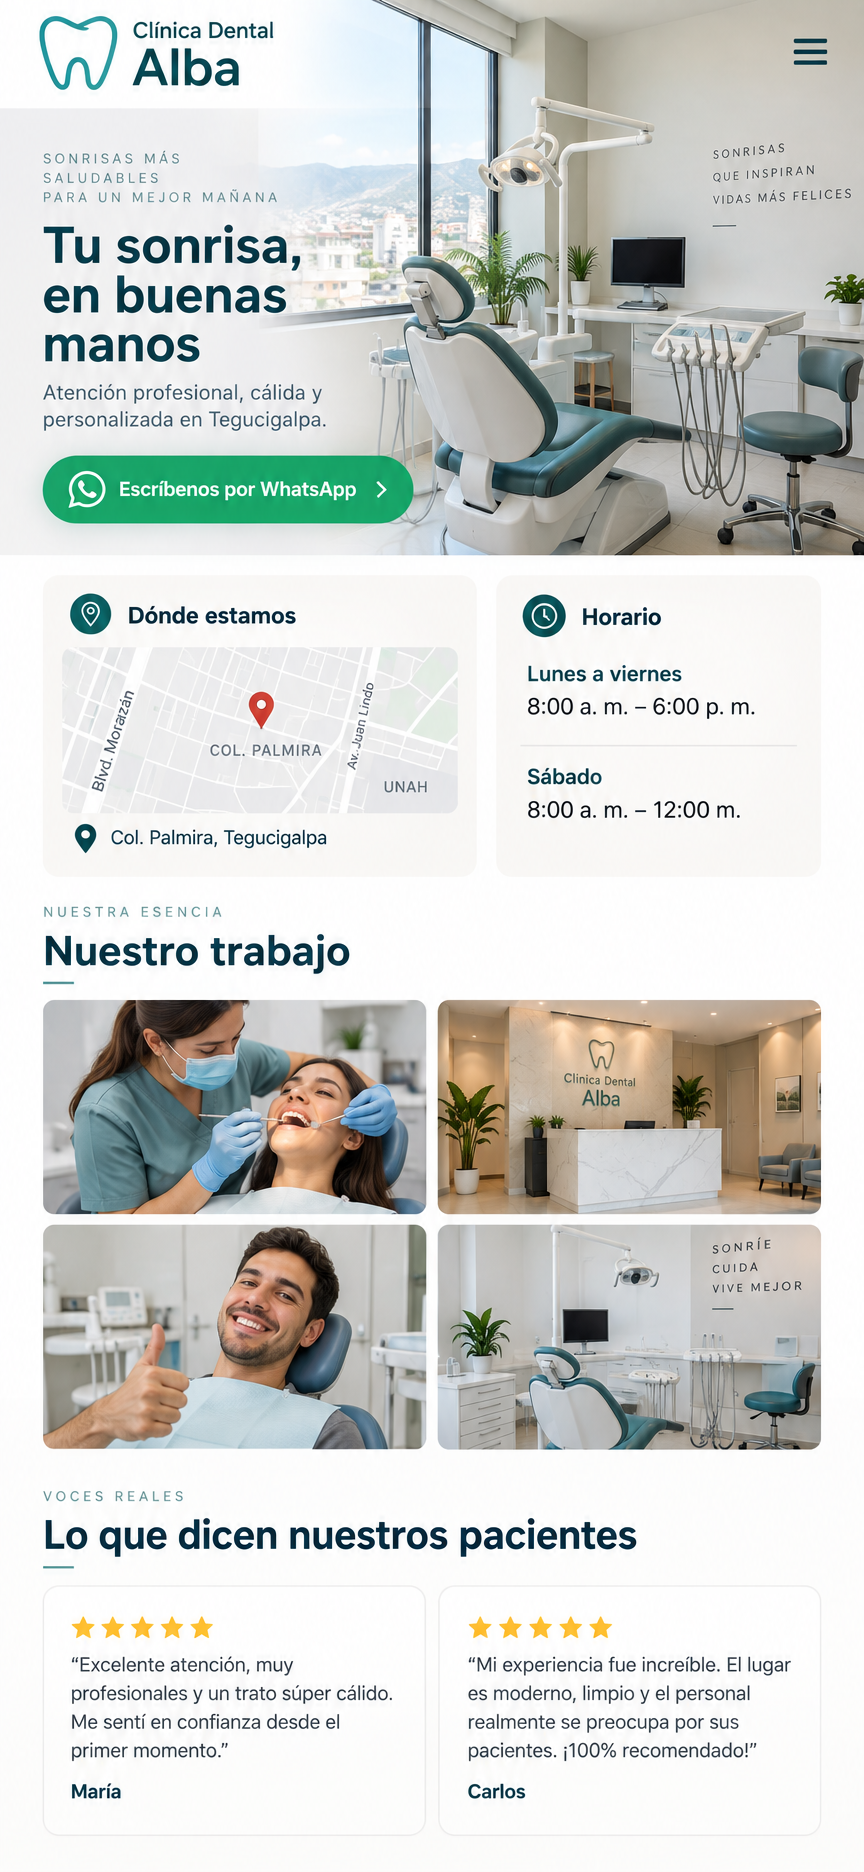 Clínica Dental
Alba
SONRISAS MÁS
SALUDABLES
PARA UN MEJOR MAÑANA
SONRISAS
QUE INSPIRAN
VIDAS MÁS FELICES
Tu sonrisa,
en buenas
manos
Atención profesional, cálida y
personalizada en Tegucigalpa.
Escríbenos por WhatsApp
Dónde estamos
Blvd. Moraizán
COL. PALMIRA
Av. Juan Lindo
UNAH
Col. Palmira, Tegucigalpa
Horario
Lunes a viernes
8:00 a. m. – 6:00 p. m.
Sábado
8:00 a. m. – 12:00 m.
NUESTRA ESENCIA
Nuestro trabajo
Clinica Dental
Alba
SONRÍE
CUIDA
VIVE MEJOR
VOCES REALES
Lo que dicen nuestros pacientes
“Excelente atención, muy
profesionales y un trato súper cálido.
Me sentí en confianza desde el
primer momento.”
María
“Mi experiencia fue increíble. El lugar
es moderno, limpio y el personal
realmente se preocupa por sus
pacientes. ¡100% recomendado!”
Carlos